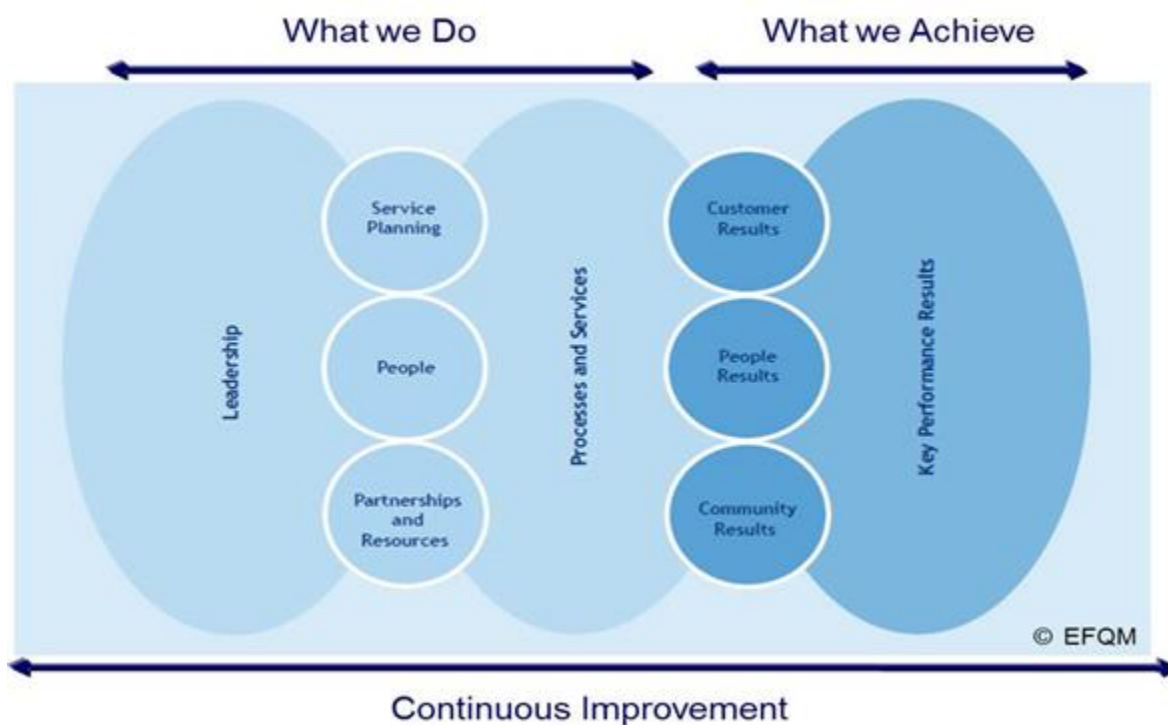 What we Do
What we Achieve
Leadership
Service
Planning
People
Partnerships
and
Resources
Processes and Services
Customer
Results
People
Results
Community
Results
Key Performance Results
© EFQM
Continuous Improvement